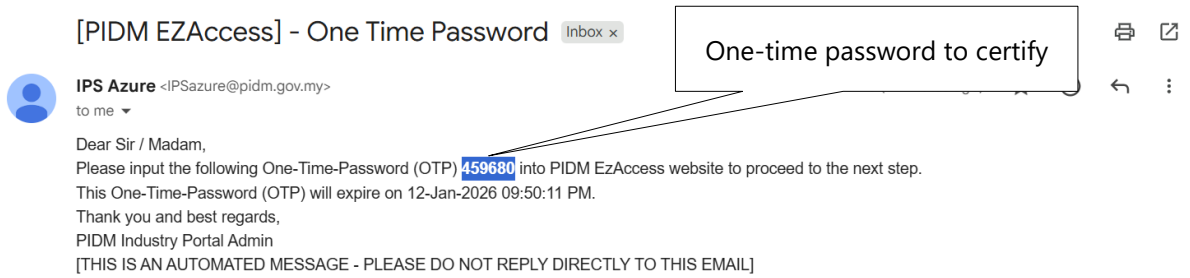 [PIDM EZAccess] - One Time Password Inbox x
One-time password to certify
IPS Azure <IPSazure@pidm.gov.my>
to me
Dear Sir / Madam,
Please input the following One-Time-Password (OTP) 459680 into PIDM EzAccess website to proceed to the next step.
This One-Time-Password (OTP) will expire on 12-Jan-2026 09:50:11 PM.
Thank you and best regards,
PIDM Industry Portal Admin
[THIS IS AN AUTOMATED MESSAGE - PLEASE DO NOT REPLY DIRECTLY TO THIS EMAIL]